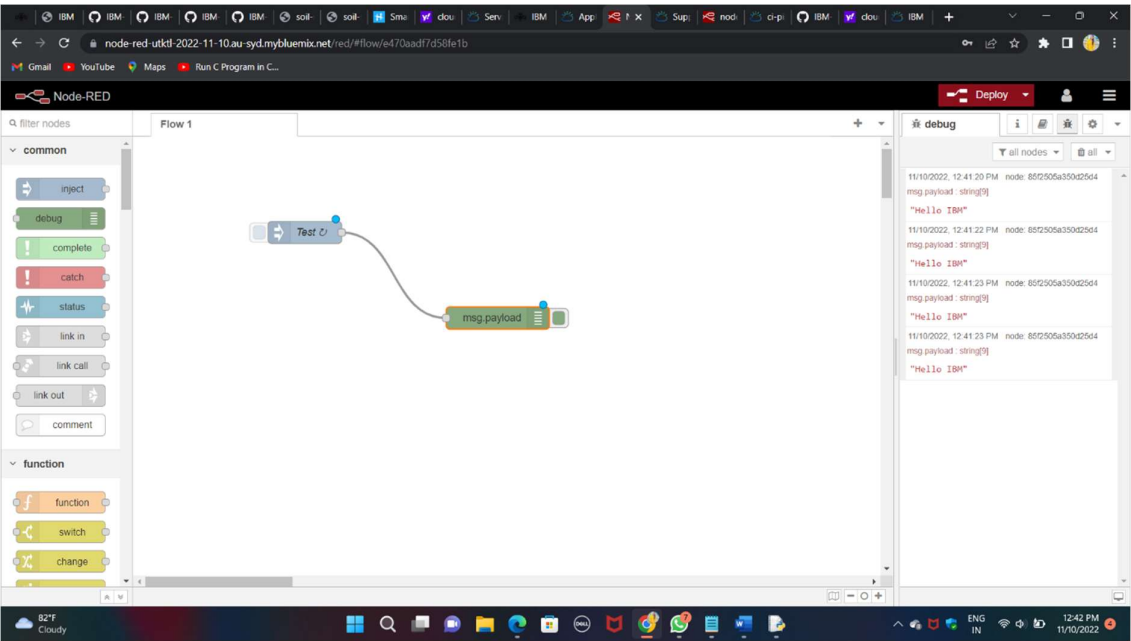 IBM
IBM-
IBM-
IBM-
IBM-
soil-
soil-
Sma
clou
Serv
IBM
App
Sup
node
ci-pi
IBM-
clou
IBM
node-red-utktl-2022-11-10.au-syd.mybluemix.net/red/#flow/e470aadf7d58fe1b
Gmail YouTube Maps Run C Program in C...
Node-RED
Deploy
filter nodes
Flow 1
debug
i
common
all nodes
all
inject
debug
complete
catch
status
link in
link call
link out
comment
function
function
switch
change
Test ↻
msg.payload
11/10/2022, 12:41:20 PM node: 85f2505a350d25d4
msg.payload : string[9]
"Hello IBM"
11/10/2022, 12:41:22 PM node: 85f2505a350d25d4
msg.payload : string[9]
"Hello IBM"
11/10/2022, 12:41:23 PM node: 85f2505a350d25d4
msg.payload : string[9]
"Hello IBM"
11/10/2022, 12:41:23 PM node: 85f2505a350d25d4
msg.payload : string[9]
"Hello IBM"
82°F
Cloudy
DELL
ENG
IN
12:42 PM
11/10/2022
4